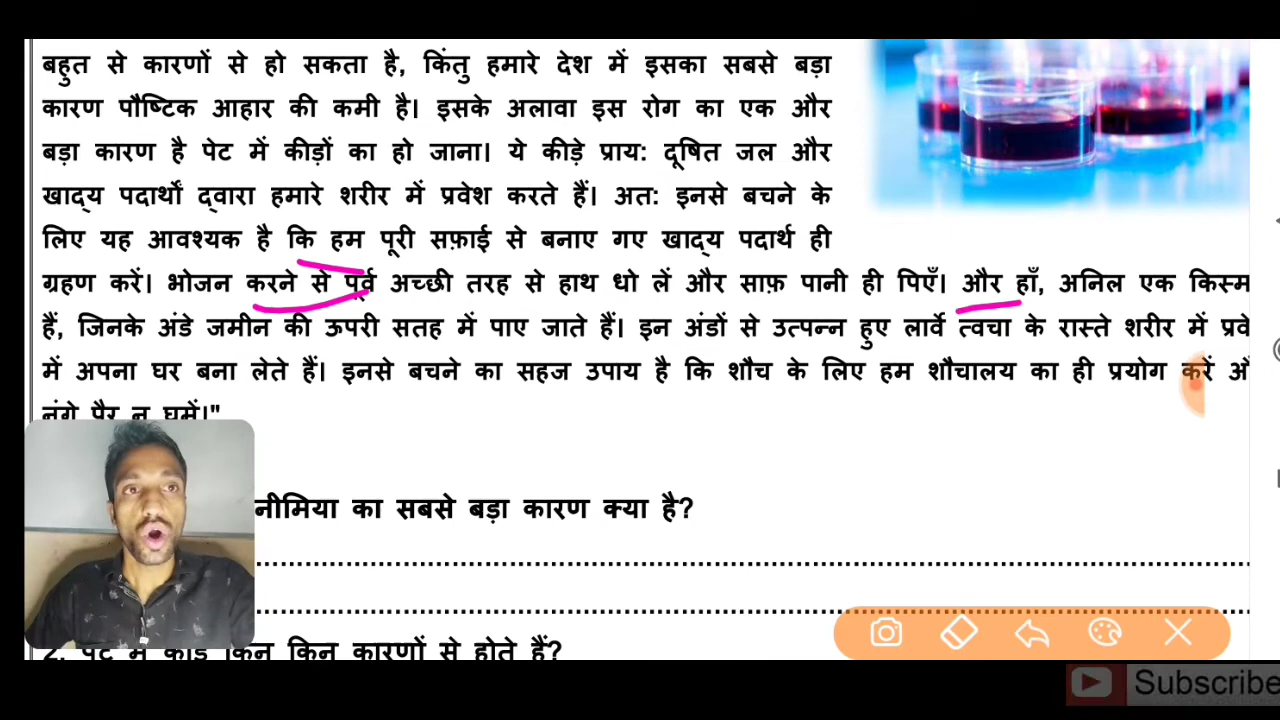 बहुत से कारणों से हो सकता है, किंतु हमारे देश में इसका सबसे बड़ा
कारण पौष्टिक आहार की कमी है। इसके अलावा इस रोग का एक और
बड़ा कारण है पेट में कीड़ों का हो जाना। ये कीड़े प्राय: दूषित जल और
खाद्य पदार्थों द्वारा हमारे शरीर में प्रवेश करते हैं। अत: इनसे बचने के
लिए यह आवश्यक है कि हम पूरी सफ़ाई से बनाए गए खाद्य पदार्थ ही
ग्रहण करें। भोजन करने से पूर्व अच्छी तरह से हाथ धो लें और साफ़ पानी ही पिएँ। और हाँ, अनिल एक किस्म
हैं, जिनके अंडे जमीन की ऊपरी सतह में पाए जाते हैं। इन अंडों से उत्पन्न हुए लार्वे त्वचा के रास्ते शरीर में प्रवे
में अपना घर बना लेते हैं। इनसे बचने का सहज उपाय है कि शौच के लिए हम शौचालय का ही प्रयोग करें औ
नंगे पैर न घूमें।"
नीमिया का सबसे बड़ा कारण क्या है?
2. पेट में कीड़े किन किन कारणों से होते हैं?
Subscribe